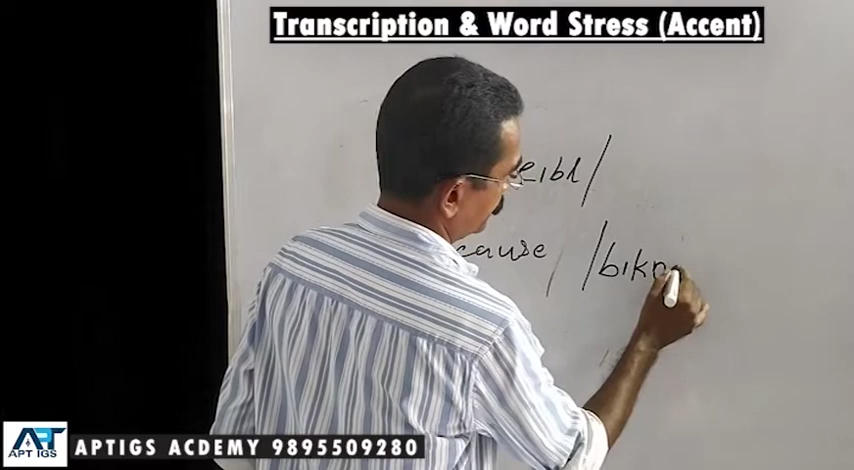 Transcription & Word Stress (Accent)
eɪbl/
cause /bɪkɒ
APT IGS
APTIGS ACDEMY 9895509280